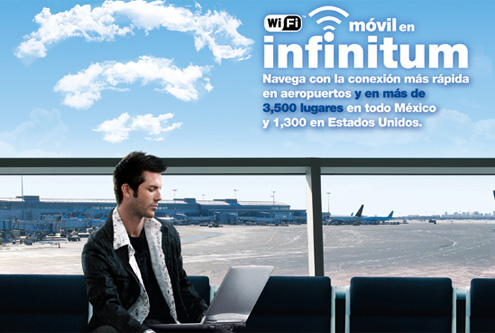 WiFi móvil en
infinitum
Navega con la conexión más rápida
en aeropuertos y en más de
3,500 lugares en todo México
y 1,300 en Estados Unidos.